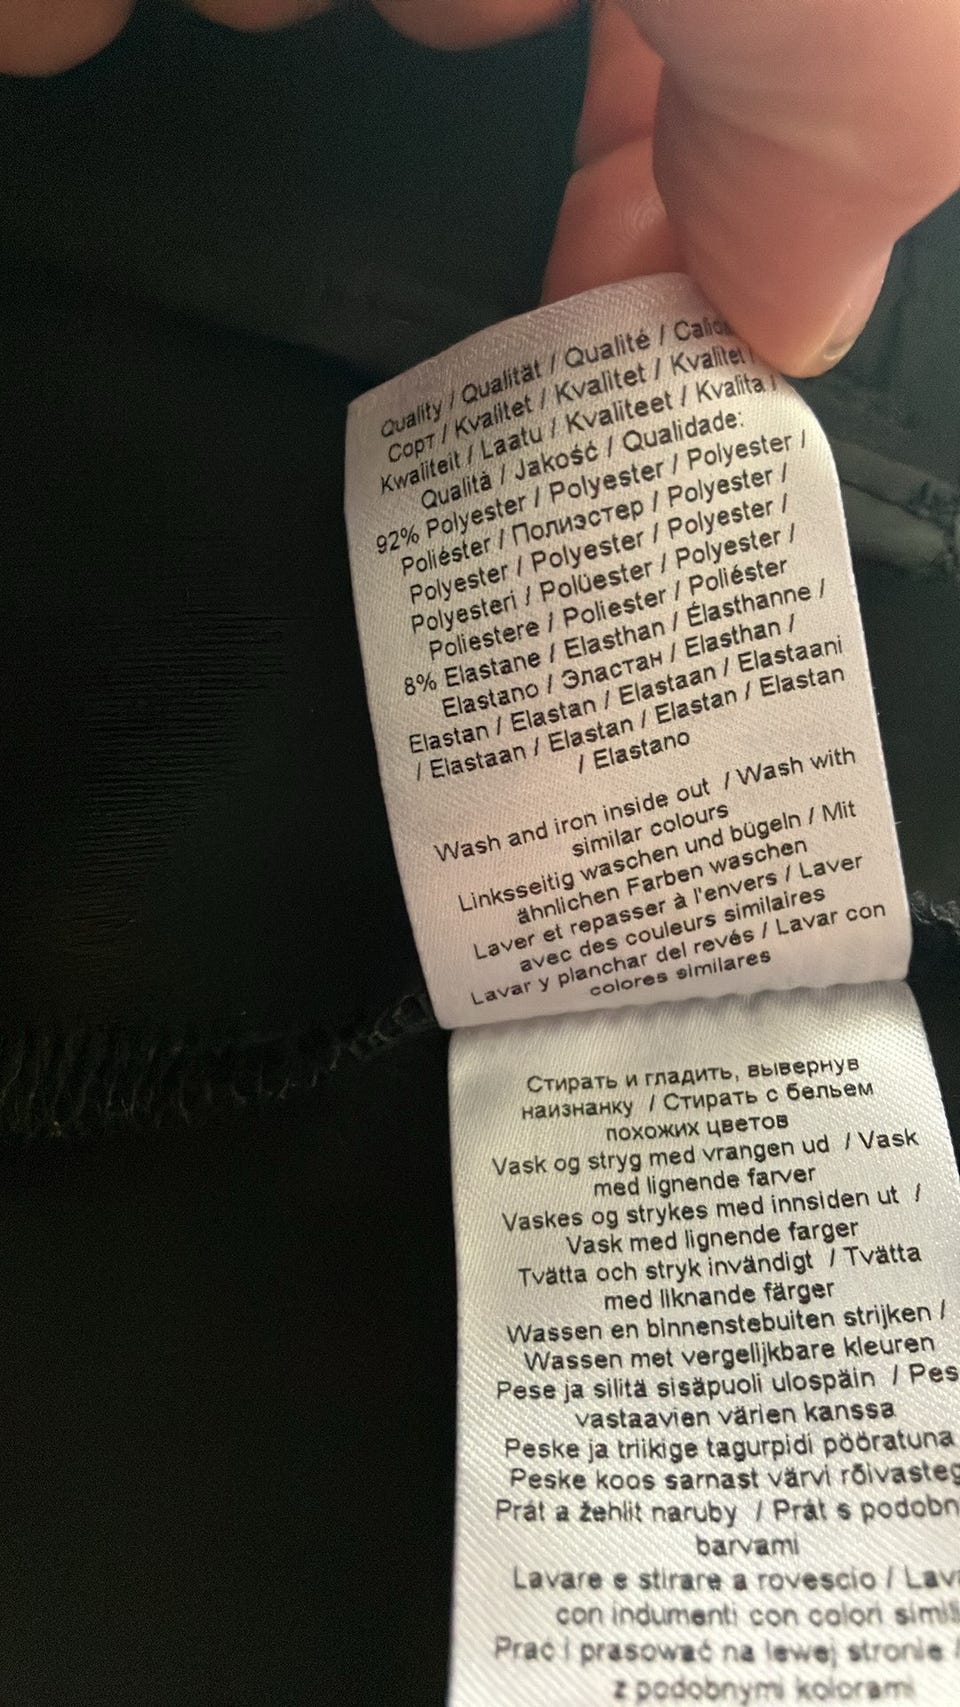 Quality / Qualität / Qualité /
Сорт / Kvalitet / Kvalitet / Kvalitet /
Kwaliteit / Laatu / Kvaliteet / Kvalita /
Qualità / Jakość / Qualidade:
92% Polyester / Polyester / Polyester /
Poliéster / Полиэстер / Polyester /
Polyester / Polyester / Polyester /
Polyesteri / Polüester / Polyester /
Poliestere / Poliester / Poliéster
8% Elastane / Elasthan / Élasthanne /
Elastano / Эластан / Elasthan /
Elastan / Elastan / Elastaan / Elastaani
/ Elastaan / Elastan / Elastan / Elastan
/ Elastano
Wash and iron inside out / Wash with
similar colours
Linksseitig waschen und bügeln / Mit
ähnlichen Farben waschen
Laver et repasser à l'envers / Laver
avec des couleurs similaires
Lavar y planchar del revés / Lavar con
colores similares
Стирать и гладить, вывернув
наизнанку / Стирать с бельем
похожих цветов
Vask og stryg med vrangen ud / Vask
med lignende farver
Vaskes og strykes med innsiden ut /
Vask med lignende farger
Tvätta och stryk invändigt / Tvätta
med liknande färger
Wassen en binnenstebuiten strijken /
Wassen met vergelijkbare kleuren
Pese ja silitä sisäpuoli ulospäin /
vastaavien värien kanssa
Peske ja triikige tagurpidi pööratuna
Peske koos sarnast värvi
Prát a žehlit naruby / Prát s
barvami
Lavare e stirare a rovescio /
con indumenti con colori
Prać i prasować na lewej stronie /
z podobnymi kolorami